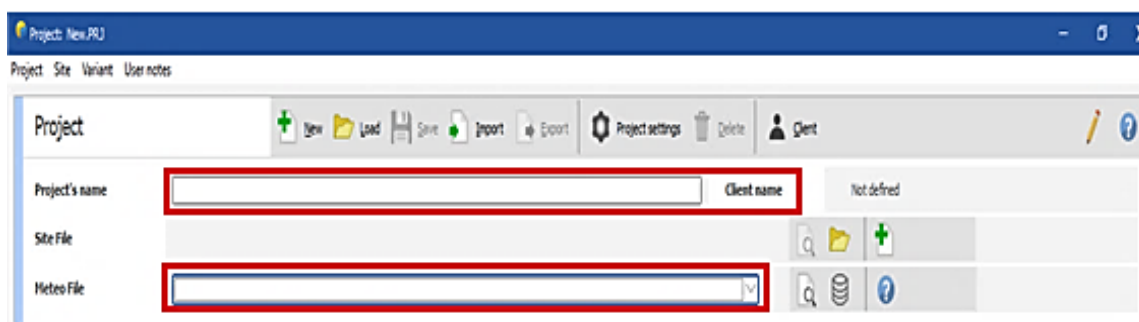 Project: New.PRJ
Project Site Variant User notes
Project New Load Save Import Export Project settings Delete Client
Project's name Client name Not defined
Site File
Meteo File